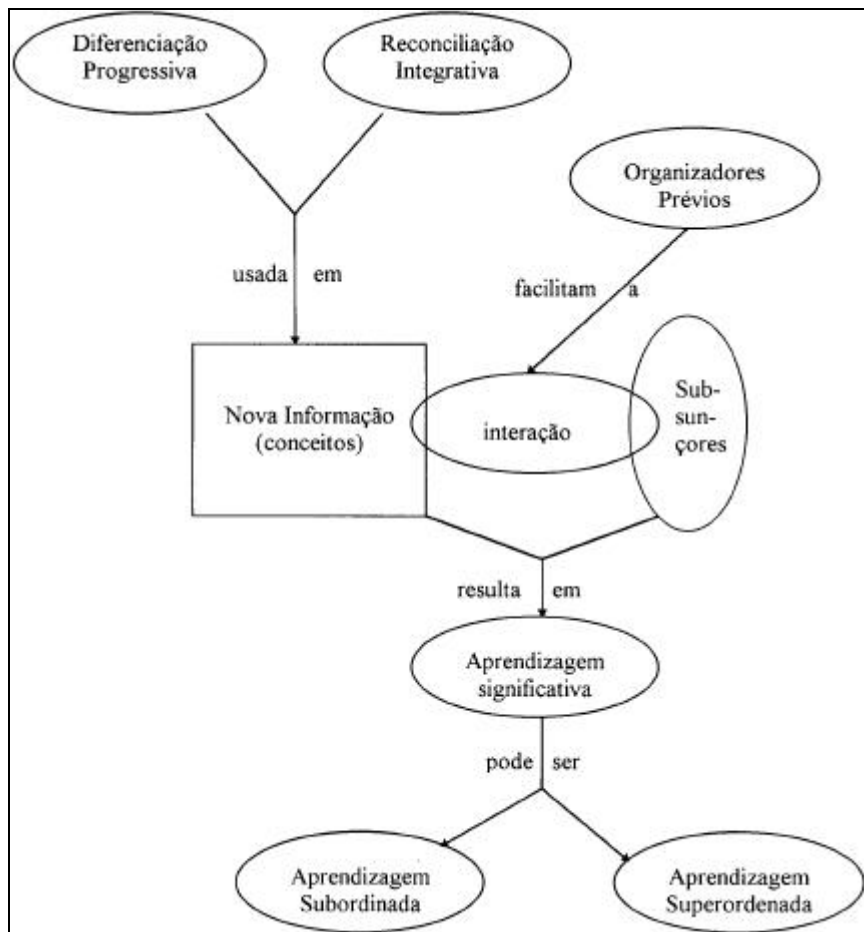 Diferenciação
Progressiva
Reconciliação
Integrativa
Organizadores
Prévios
usada em
facilitam a
Nova Informação
(conceitos)
interação
Sub-
sun-
çores
resulta em
Aprendizagem
significativa
pode ser
Aprendizagem
Subordinada
Aprendizagem
Superordenada